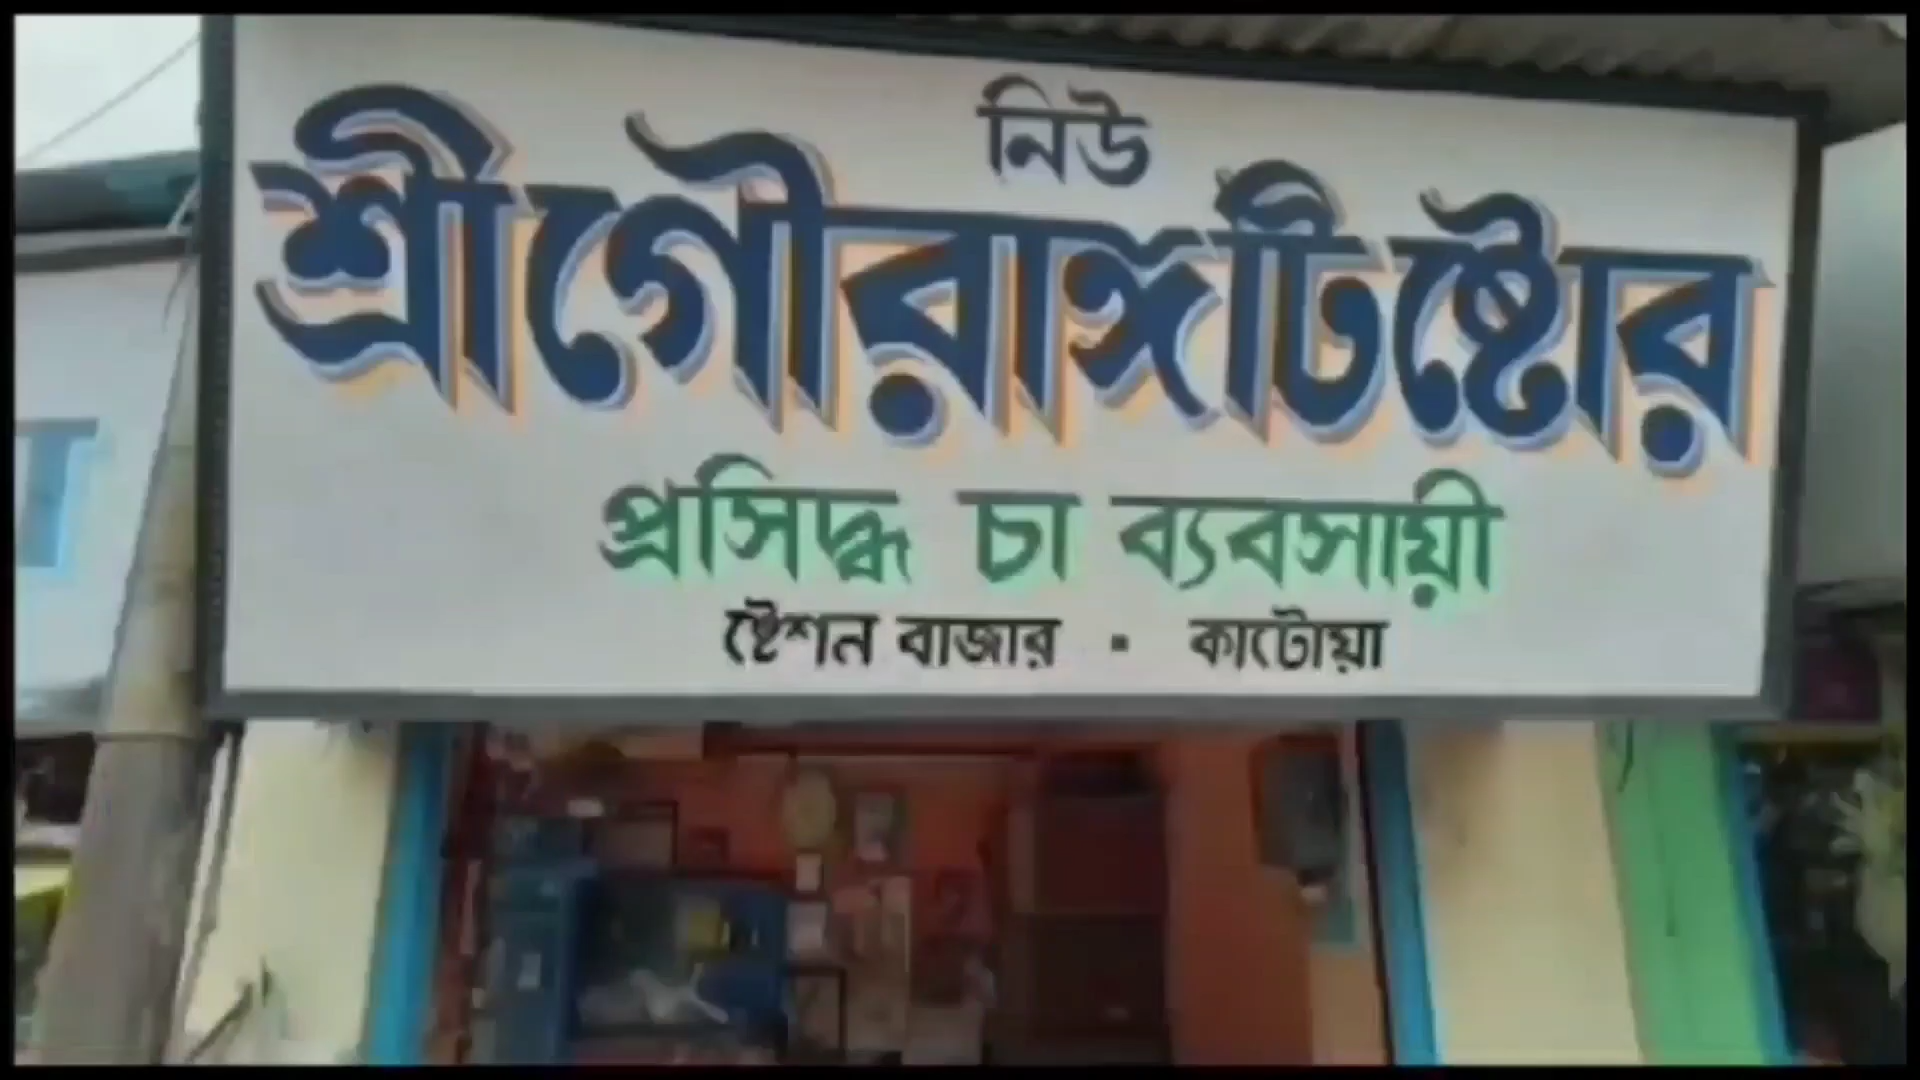 নিউ
শ্রীগৌরাঙ্গ টি ষ্টোর
প্রসিদ্ধ চা ব্যবসায়ী
ষ্টেশন বাজার · কাটোয়া